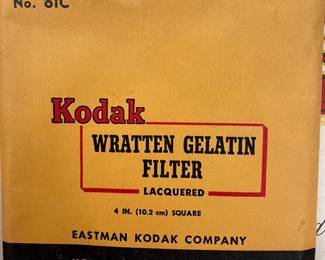 No. 81C
Kodak
WRATTEN GELATIN
FILTER
LACQUERED
4 IN. (10.2 cm) SQUARE
EASTMAN KODAK COMPANY